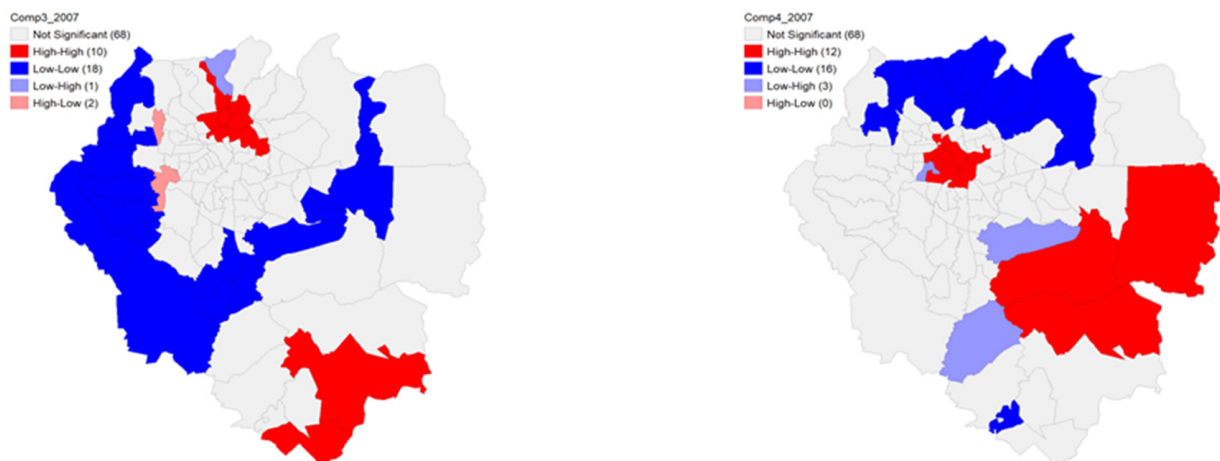 Comp3_2007
Not Significant (68)
High-High (10)
Low-Low (18)
Low-High (1)
High-Low (2)
Comp4_2007
Not Significant (68)
High-High (12)
Low-Low (16)
Low-High (3)
High-Low (0)